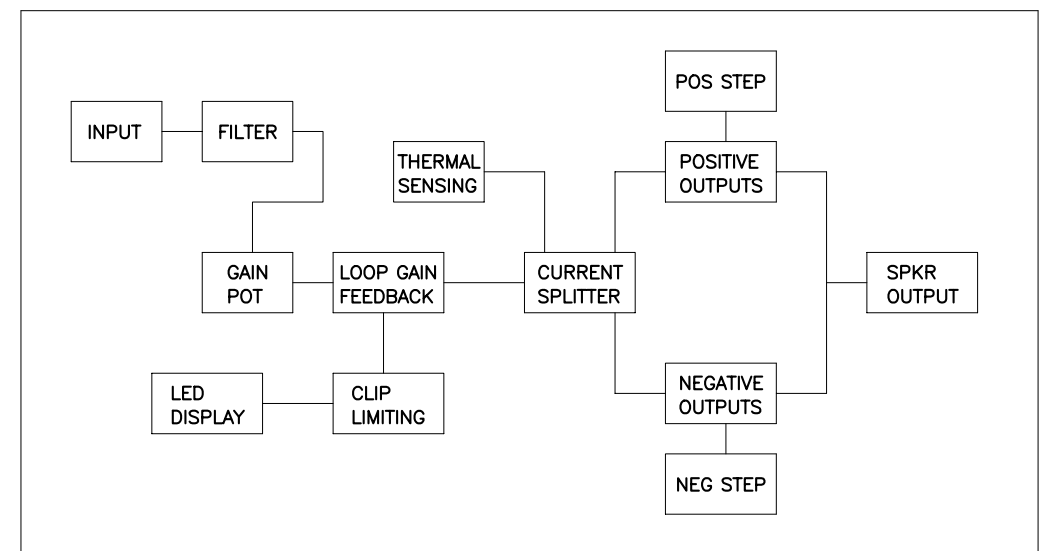 POS STEP
INPUT
FILTER
THERMAL
SENSING
POSITIVE
OUTPUTS
GAIN
POT
LOOP GAIN
FEEDBACK
CURRENT
SPLITTER
SPKR
OUTPUT
LED
DISPLAY
CLIP
LIMITING
NEGATIVE
OUTPUTS
NEG STEP